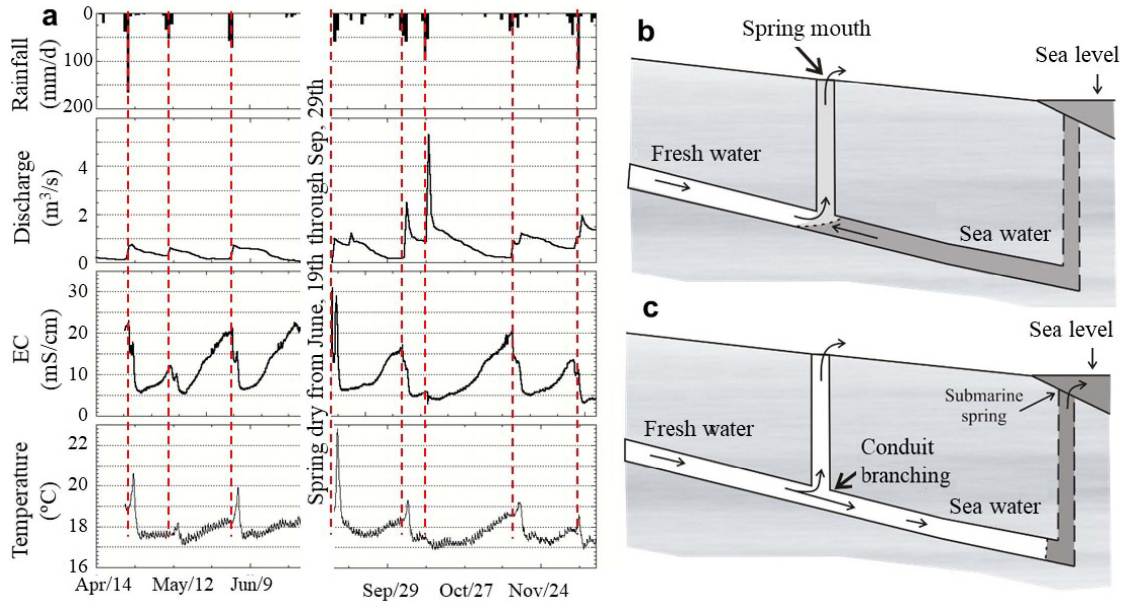 a
Rainfall
(mm/d)
0
50
100
150
200
Discharge
(m³/s)
4
2
0
EC
(mS/cm)
30
20
10
0
Temperature
(ºC)
22
20
18
16
Apr/14
May/12
Jun/9
Spring dry from June, 19th through Sep, 29th
Sep/29
Oct/27
Nov/24
b
Spring mouth
Sea level
Fresh water
Sea water
c
Sea level
Submarine
spring
Fresh water
Conduit
branching
Sea water